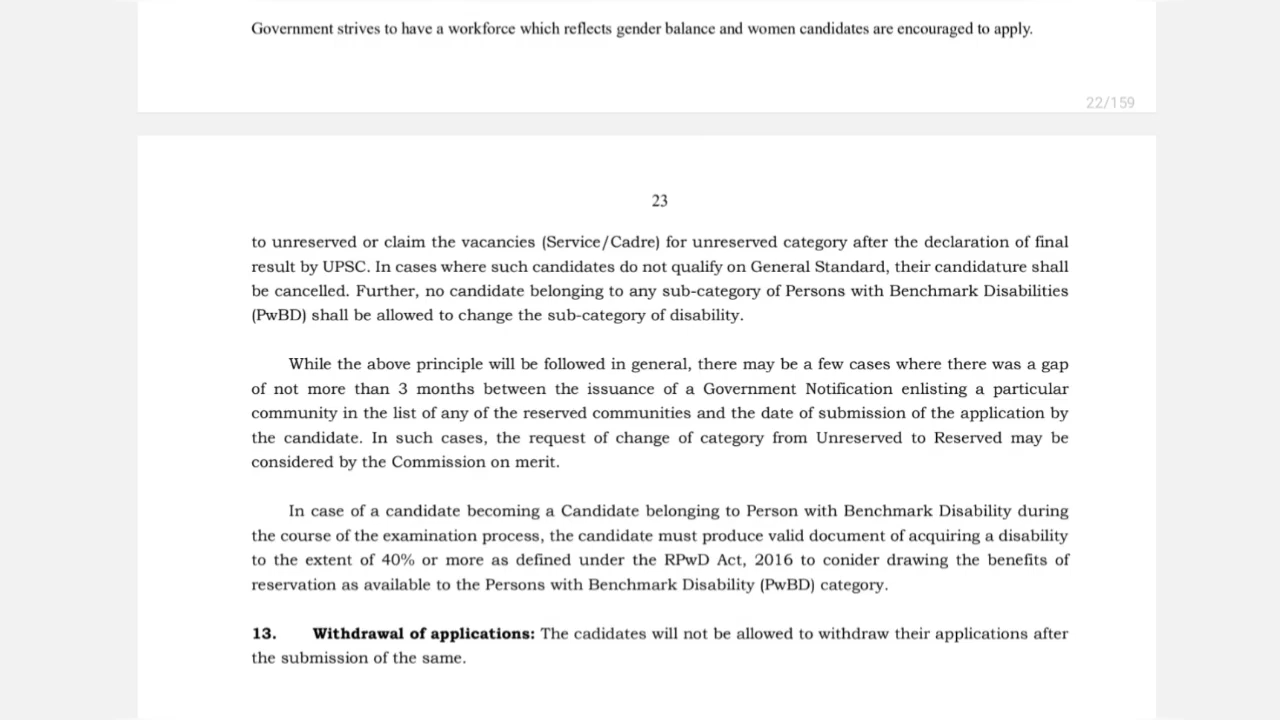 Government strives to have a workforce which reflects gender balance and women candidates are encouraged to apply.
22/159
23
to unreserved or claim the vacancies (Service/Cadre) for unreserved category after the declaration of final
result by UPSC. In cases where such candidates do not qualify on General Standard, their candidature shall
be cancelled. Further, no candidate belonging to any sub-category of Persons with Benchmark Disabilities
(PwBD) shall be allowed to change the sub-category of disability.
While the above principle will be followed in general, there may be a few cases where there was a gap
of not more than 3 months between the issuance of a Government Notification enlisting a particular
community in the list of any of the reserved communities and the date of submission of the application by
the candidate. In such cases, the request of change of category from Unreserved to Reserved may be
considered by the Commission on merit.
In case of a candidate becoming a Candidate belonging to Person with Benchmark Disability during
the course of the examination process, the candidate must produce valid document of acquiring a disability
to the extent of 40% or more as defined under the RPwD Act, 2016 to conider drawing the benefits of
reservation as available to the Persons with Benchmark Disability (PwBD) category.
13. Withdrawal of applications: The cadidates will not be allowed to withdraw their applications after
the submission of the same.